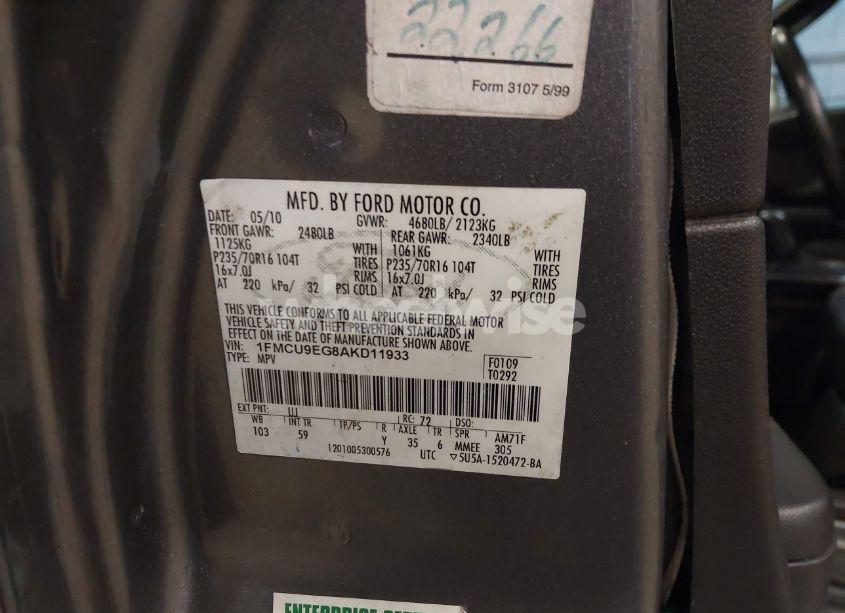 22266
Form 3107 5/99
MFD. BY FORD MOTOR CO.
DATE: 05/10 GVWR: 4680LB/ 2123KG
FRONT GAWR: 2480LB REAR GAWR: 2340LB
1125KG WITH 1061KG WITH
P235/70R16 104T TIRES P235/70R16 104T TIRES
16x7.0J RIMS 16x7.0J RIMS
AT 220 kPa/ 32 PSI COLD AT 220 kPa/ 32 PSI COLD
THIS VEHICLE CONFORMS TO ALL APPLICABLE FEDERAL MOTOR
VEHICLE SAFETY AND THEFT PREVENTION STANDARDS IN
EFFECT ON THE DATE OF MANUFACTURE SHOWN ABOVE.
VIN: 1FMCU9EG8AKD11933
TYPE: MPV
F0109
T0292
EXT PNT: UJ RC: 72 DSO:
WB INT TR TP/PS R AXLE TR SPR AM71F
103 59 Y 35 6 MMEE 305
1201005300576 UTC ▽5U5A-1520472-BA
wheelwise